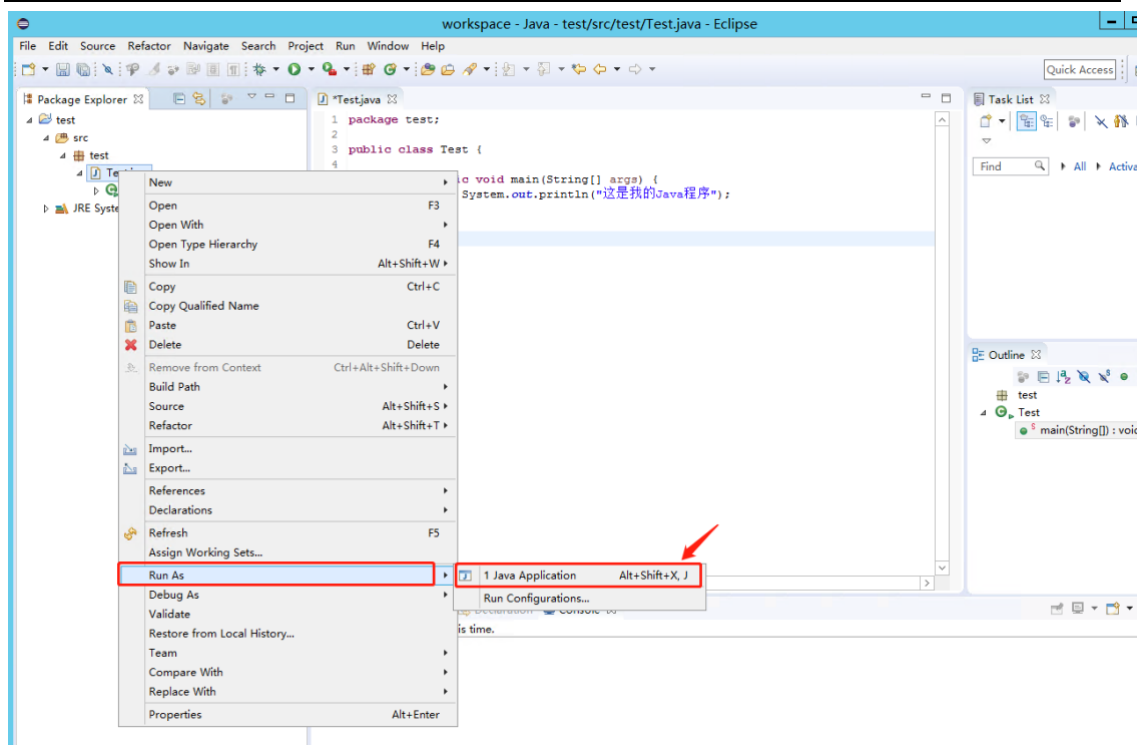 workspace - Java - test/src/test/Test.java - Eclipse
File Edit Source Refactor Navigate Search Project Run Window Help
Quick Access
Package Explorer
*Test.java
Task List
test
src
test
JRE Syste
1 package test;
2
3 public class Test {
4
c void main(String[] args) {
System.out.println("这是我的Java程序");
Find All Activa
New
Open F3
Open With
Open Type Hierarchy F4
Show In Alt+Shift+W
Copy Ctrl+C
Copy Qualified Name
Paste Ctrl+V
Delete Delete
Remove from Context Ctrl+Alt+Shift+Down
Build Path
Source Alt+Shift+S
Refactor Alt+Shift+T
Import...
Export...
References
Declarations
Refresh F5
Assign Working Sets...
Run As
Debug As
Validate
Restore from Local History...
Team
Compare With
Replace With
Properties Alt+Enter
1 Java Application Alt+Shift+X, J
Run Configurations...
is time.
Outline
test
Test
main(String[]) : void